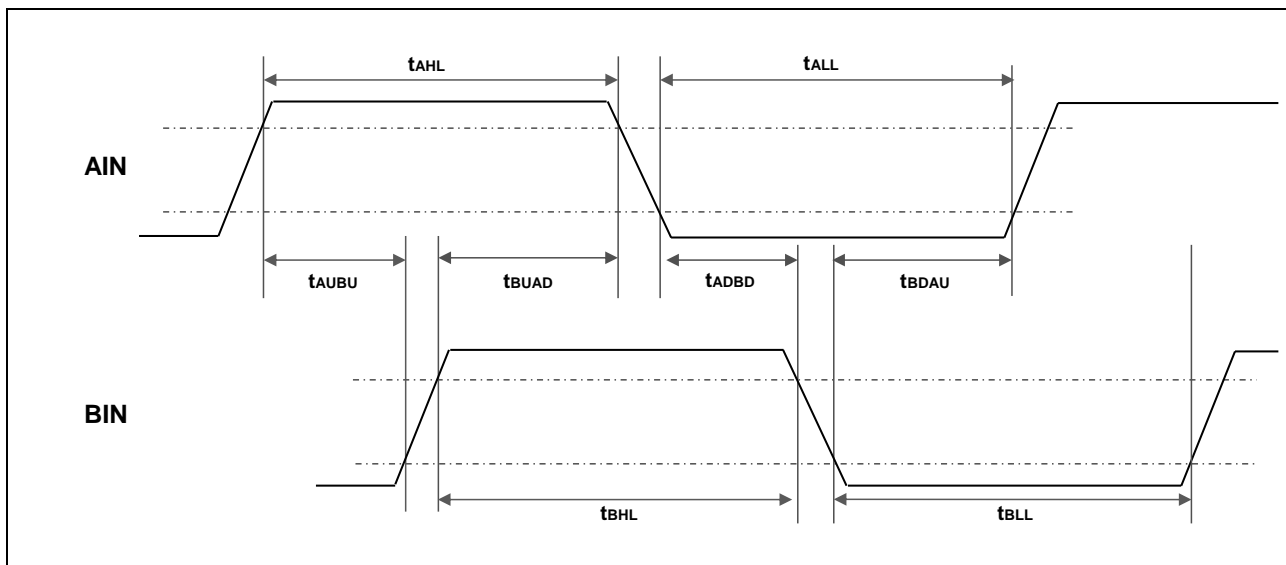 tAHL
tALL
AIN
tAUBU
tBUAD
tADBD
tBDAU
BIN
tBHL
tBLL